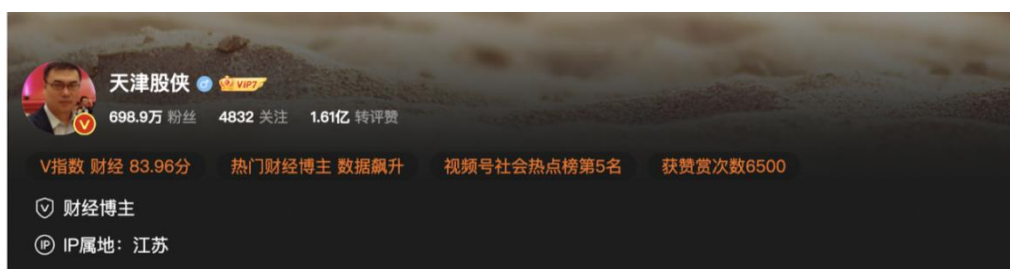 天津股侠 VIP7
698.9万 粉丝 4832 关注 1.61亿 转评赞
V指数 财经 83.96分 热门财经博主 数据飙升 视频号社会热点榜第5名 获赞赏次数6500
财经博主
IP IP属地：江苏